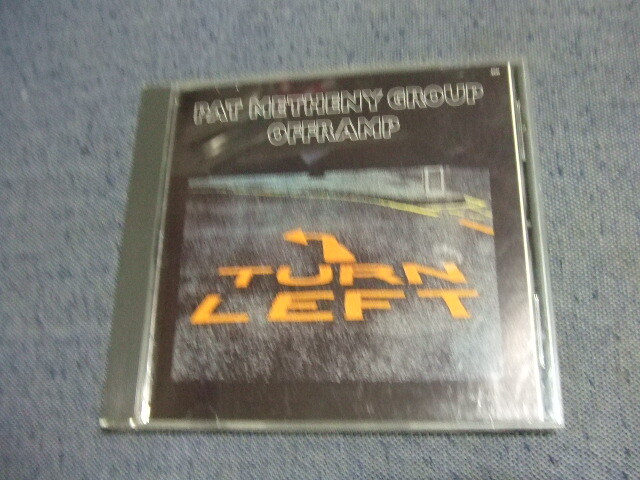 PAT METHENY GROUP
OFFRAMP
TURN
LEFT